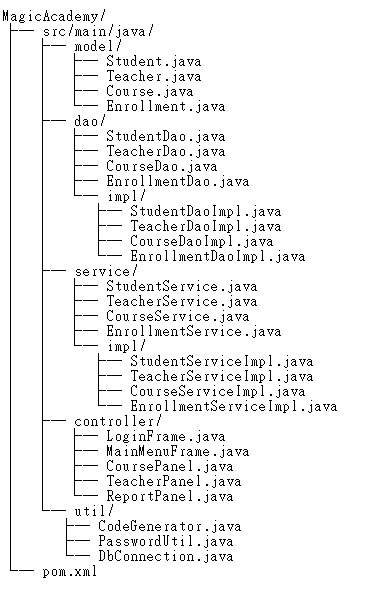 MagicAcademy/
├── src/main/java/
│   ├── model/
│   │   ├── Student.java
│   │   ├── Teacher.java
│   │   ├── Course.java
│   │   └── Enrollment.java
│   ├── dao/
│   │   ├── StudentDao.java
│   │   ├── TeacherDao.java
│   │   ├── CourseDao.java
│   │   ├── EnrollmentDao.java
│   │   └── impl/
│   │       ├── StudentDaoImpl.java
│   │       ├── TeacherDaoImpl.java
│   │       ├── CourseDaoImpl.java
│   │       └── EnrollmentDaoImpl.java
│   ├── service/
│   │   ├── StudentService.java
│   │   ├── TeacherService.java
│   │   ├── CourseService.java
│   │   ├── EnrollmentService.java
│   │   └── impl/
│   │       ├── StudentServiceImpl.java
│   │       ├── TeacherServiceImpl.java
│   │       ├── CourseServiceImpl.java
│   │       └── EnrollmentServiceImpl.java
│   ├── controller/
│   │   ├── LoginFrame.java
│   │   ├── MainMenuFrame.java
│   │   ├── CoursePanel.java
│   │   ├── TeacherPanel.java
│   │   └── ReportPanel.java
│   └── util/
│       ├── CodeGenerator.java
│       ├── PasswordUtil.java
│       └── DbConnection.java
└── pom.xml